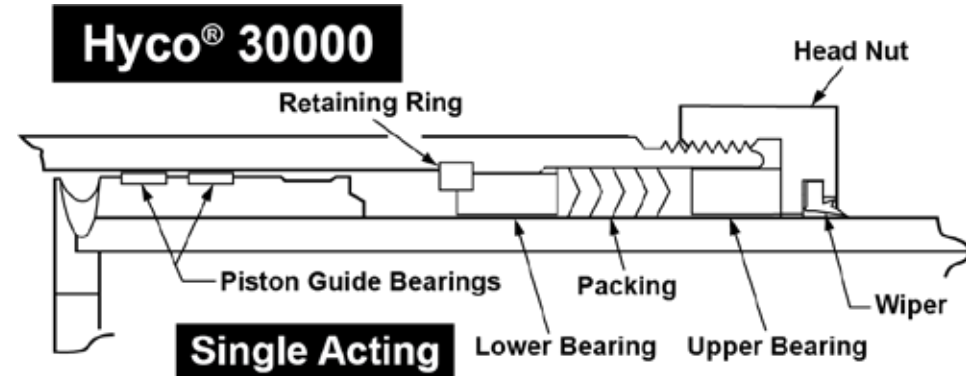 Hyco® 30000
Head Nut
Retaining Ring
Piston Guide Bearings
Packing
Wiper
Single Acting
Lower Bearing
Upper Bearing